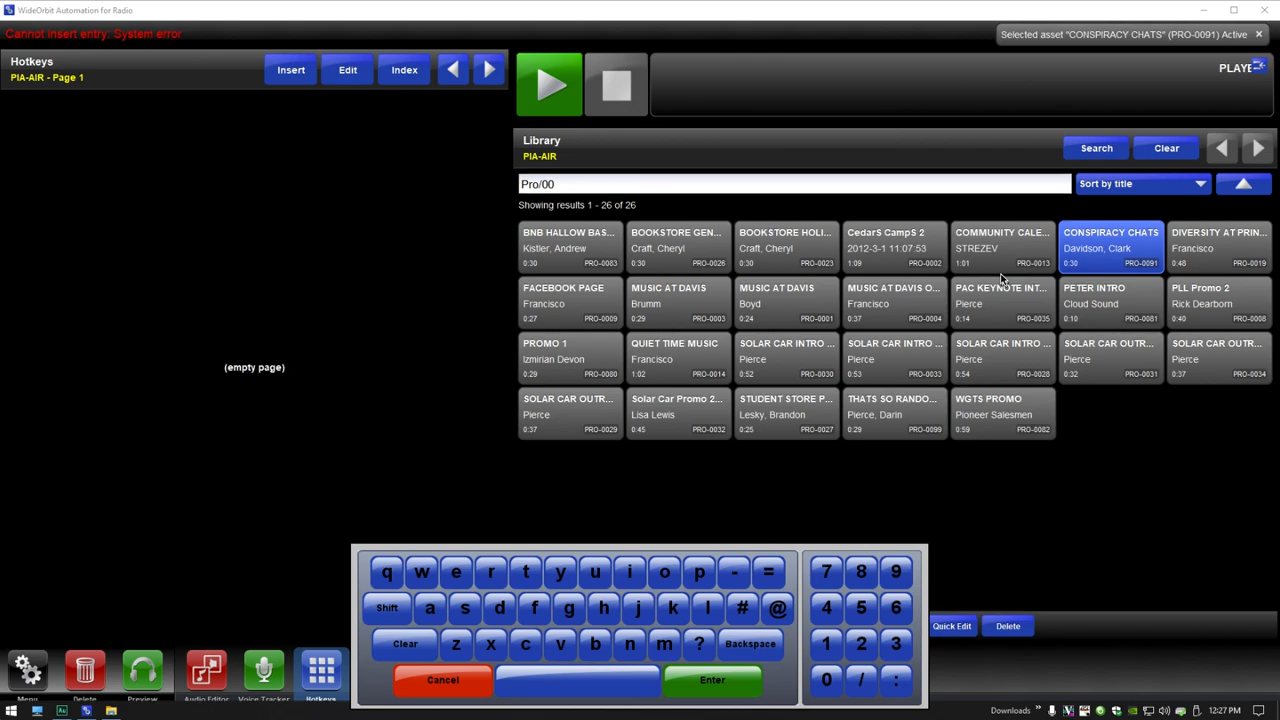 WideOrbit Automation for Radio
Cannot insert entry: System error
Selected asset "CONSPIRACY CHATS" (PRO-0091) Active
Hotkeys
PIA-AIR - Page 1
Insert
Edit
Index
PLAYE
Library
PIA-AIR
Search
Clear
Pro/00
Sort by title
Showing results 1 - 26 of 26
BNB HALLOW BAS...
Kistler, Andrew
0:30 PRO-0083
BOOKSTORE GEN...
Craft, Cheryl
0:30 PRO-0026
BOOKSTORE HOLI...
Craft, Cheryl
0:30 PRO-0023
CedarS CampS 2
2012-3-1 11:07:53
1:09 PRO-0002
COMMUNITY CALE...
STREZEV
1:01 PRO-0013
CONSPIRACY CHATS
Davidson, Clark
0:30 PRO-0091
DIVERSITY AT PRIN...
Francisco
0:48 PRO-0019
FACEBOOK PAGE
Francisco
0:27 PRO-0009
MUSIC AT DAVIS
Brumm
0:29 PRO-0003
MUSIC AT DAVIS
Boyd
0:24 PRO-0001
MUSIC AT DAVIS O...
Francisco
0:37 PRO-0004
PAC KEYNOTE INT...
Pierce
0:14 PRO-0035
PETER INTRO
Cloud Sound
0:10 PRO-0081
PLL Promo 2
Rick Dearborn
0:40 PRO-0008
PROMO 1
Izmirian Devon
0:29 PRO-0080
QUIET TIME MUSIC
Francisco
1:02 PRO-0014
SOLAR CAR INTRO ...
Pierce
0:52 PRO-0030
SOLAR CAR INTRO ...
Pierce
0:53 PRO-0033
SOLAR CAR INTRO ...
Pierce
0:54 PRO-0028
SOLAR CAR OUTR...
Pierce
0:32 PRO-0031
SOLAR CAR OUTR...
Pierce
0:37 PRO-0034
SOLAR CAR OUTR...
Pierce
0:37 PRO-0029
Solar Car Promo 2...
Lisa Lewis
0:45 PRO-0032
STUDENT STORE P...
Lesky, Brandon
0:25 PRO-0027
THATS SO RANDO...
Pierce, Darin
0:29 PRO-0099
WGTS PROMO
Pioneer Salesmen
0:59 PRO-0082
(empty page)
q w e r t y u i o p - = 7 8 9
Shift a s d f g h j k l # @ 4 5 6
Clear z x c v b n m ? Backspace 1 2 3
Cancel Enter 0 / :
Quick Edit
Delete
Menu
Delete
Preview
Audio Editor
Voice Tracker
Hotkeys
Downloads
12:27 PM